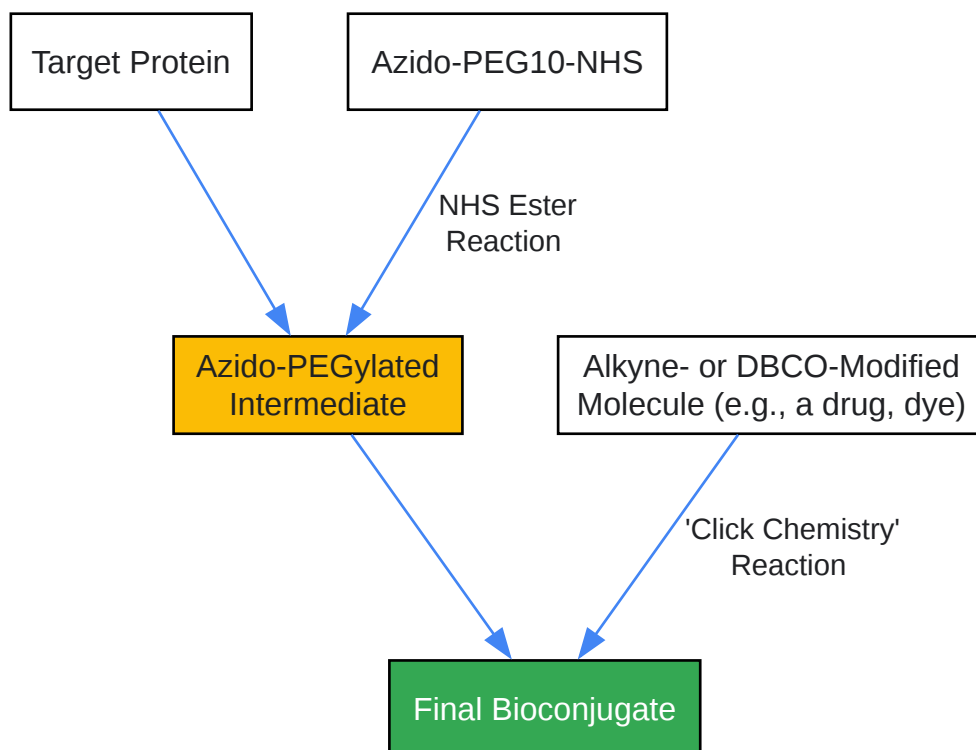 Target Protein
Azido-PEG10-NHS
NHS Ester
Reaction
Azido-PEGylated
Intermediate
Alkyne- or DBCO-Modified
Molecule (e.g., a drug, dye)
'Click Chemistry'
Reaction
Final Bioconjugate